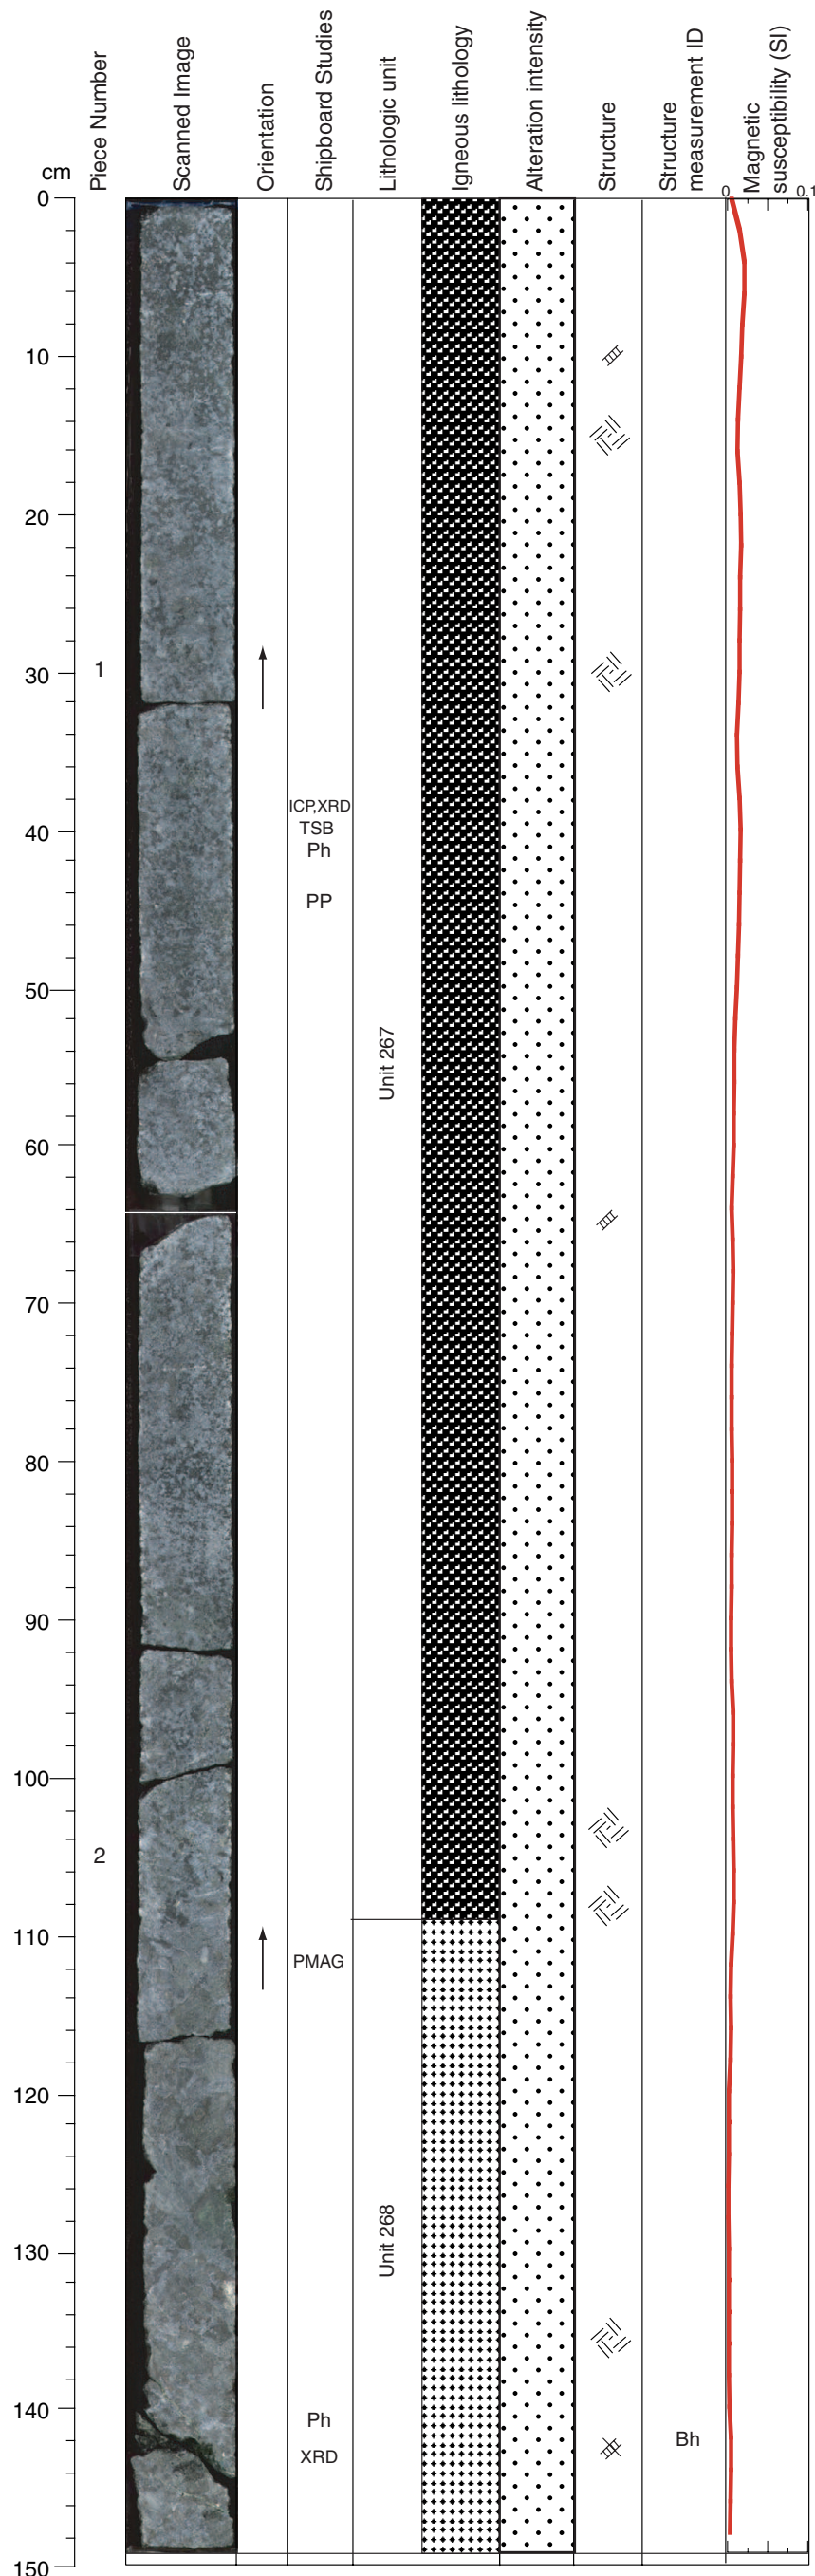 cm
Piece Number
Scanned Image
Orientation
Shipboard Studies
Lithologic unit
Igneous lithology
Alteration intensity
Structure
Structure
measurement ID
Magnetic
susceptibility (SI)
0 0.1
0
10
20
30
1
ICP,XRD
40
TSB
Ph
PP
50
Unit 267
60
70
80
90
100
2
110
PMAG
120
Unit 268
130
140
Ph
Bh
XRD
150